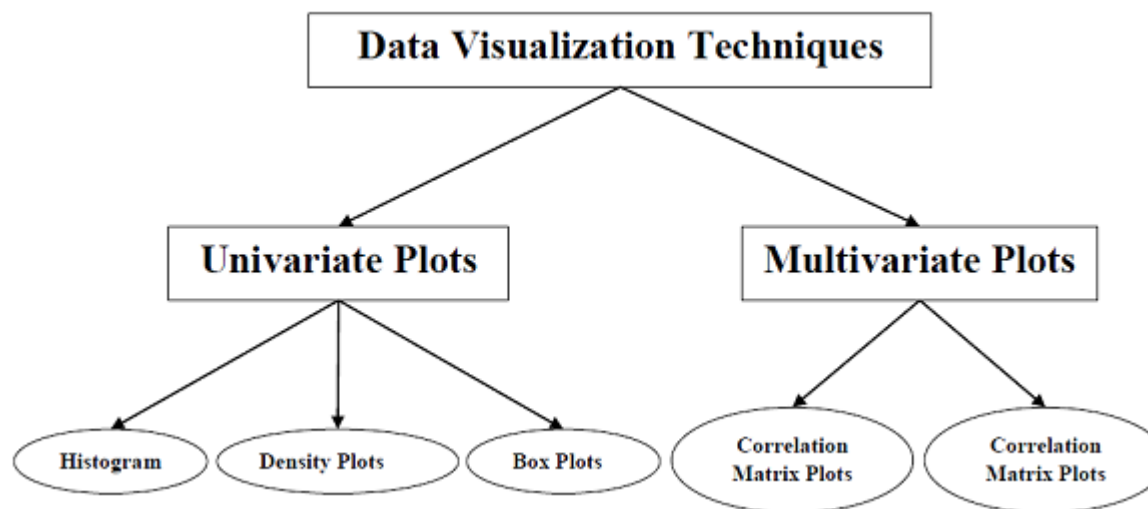 Data Visualization Techniques
Univariate Plots
Multivariate Plots
Histogram
Density Plots
Box Plots
Correlation
Matrix Plots
Correlation
Matrix Plots